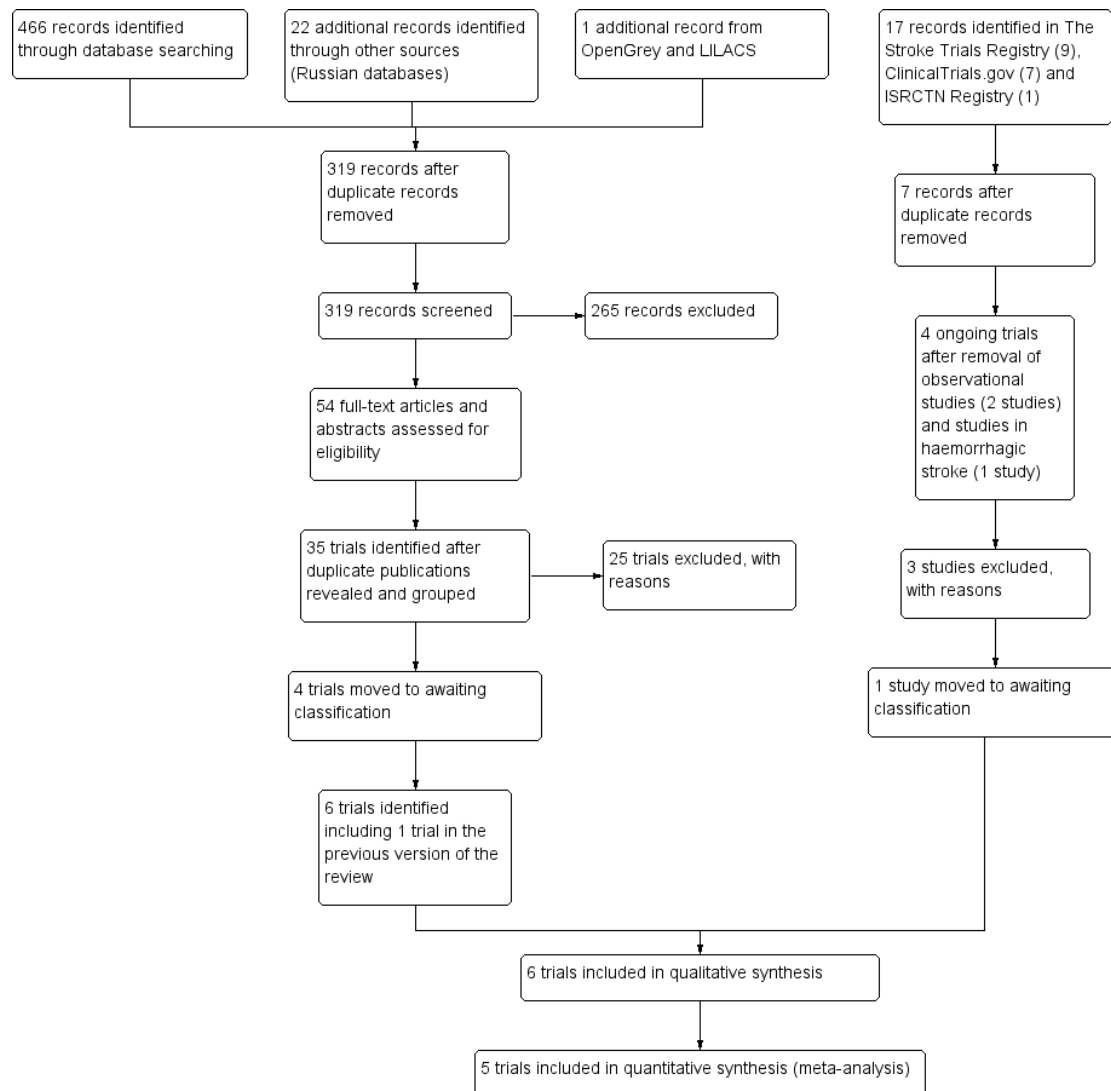 466 records identified
through database searching
22 additional records identified
through other sources
(Russian databases)
1 additional record from
OpenGrey and LILACS
17 records identified in The
Stroke Trials Registry (9),
ClinicalTrials.gov (7) and
ISRCTN Registry (1)
319 records after
duplicate records
removed
7 records after
duplicate records
removed
319 records screened
265 records excluded
4 ongoing trials
after removal of
observational
studies (2 studies)
and studies in
haemorrhagic
stroke (1 study)
54 full-text articles and
abstracts assessed for
eligibility
35 trials identified after
duplicate publications
revealed and grouped
25 trials excluded, with
reasons
3 studies excluded,
with reasons
4 trials moved to awaiting
classification
1 study moved to awaiting
classification
6 trials identified
including 1 trial in the
previous version of the
review
6 trials included in qualitative synthesis
5 trials included in quantitative synthesis (meta-analysis)